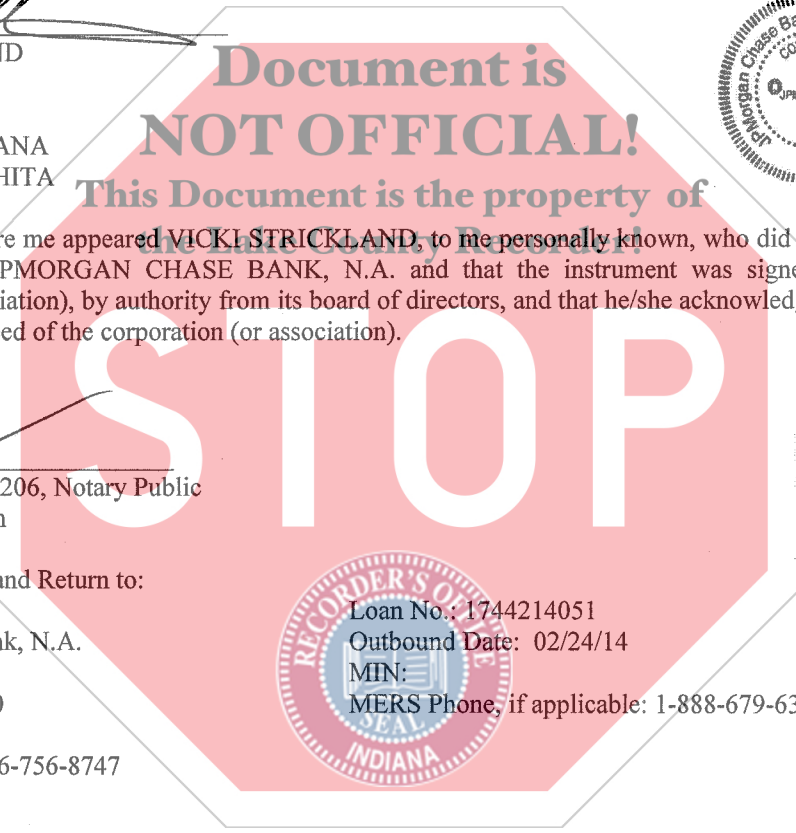 ND
Document is
NOT OFFICIAL!
ANA
HITA
This Document is the property of
the Lake County Recorder!
re me appeared VICKI STRICKLAND, to me personally known, who did
PMORGAN CHASE BANK, N.A. and that the instrument was signe
iation), by authority from its board of directors, and that he/she acknowled
ed of the corporation (or association).
JPMorgan Chase Ba
CO
STOP
206, Notary Public
and Return to:
nk, N.A.
6-756-8747
Loan No.: 1744214051
Outbound Date: 02/24/14
MIN:
MERS Phone, if applicable: 1-888-679-63
RECORDER'S OFFICE
SEAL
INDIANA